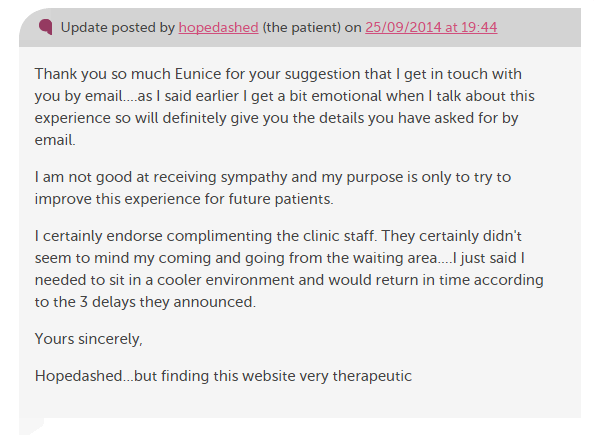 Update posted by hopedashed (the patient) on 25/09/2014 at 19:44
Thank you so much Eunice for your suggestion that I get in touch with
you by email....as I said earlier I get a bit emotional when I talk about this
experience so will definitely give you the details you have asked for by
email.
I am not good at receiving sympathy and my purpose is only to try to
improve this experience for future patients.
I certainly endorse complimenting the clinic staff. They certainly didn't
seem to mind my coming and going from the waiting area....I just said I
needed to sit in a cooler environment and would return in time according
to the 3 delays they announced.
Yours sincerely,
Hopedashed...but finding this website very therapeutic